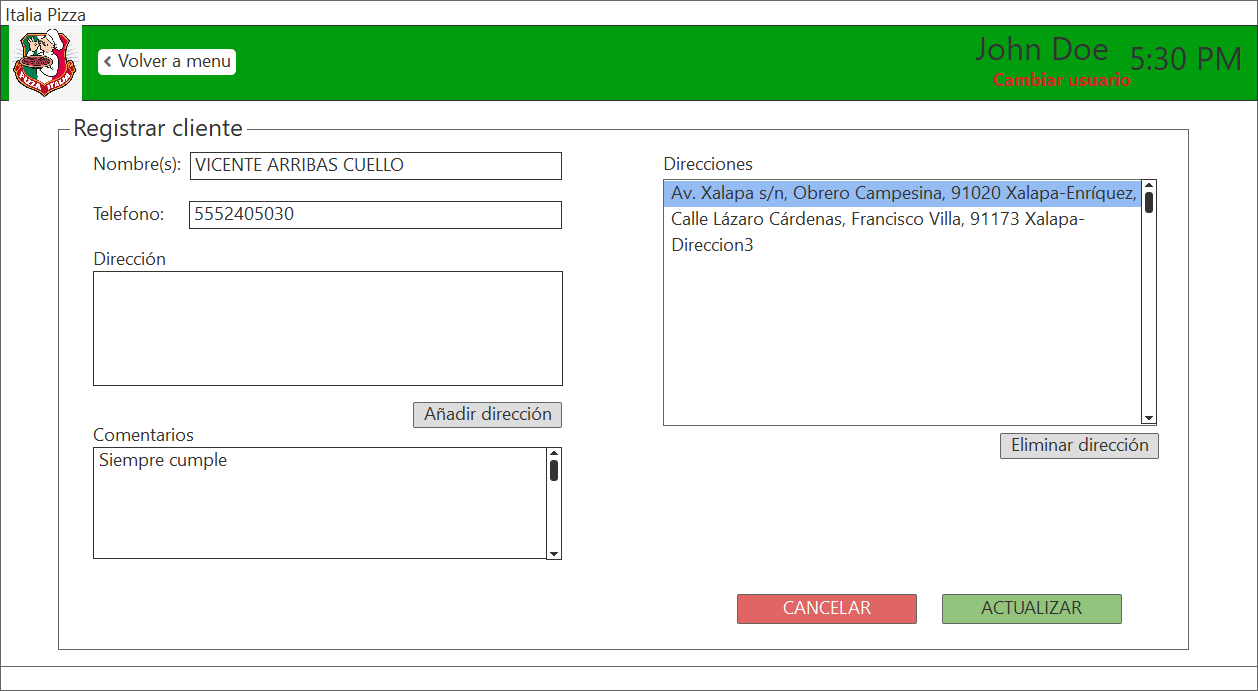 Italia Pizza
Volver a menu
John Doe
Cambiar usuario
5:30 PM
Registrar cliente
Nombre(s): VICENTE ARRIBAS CUELLO
Telefono: 5552405030
Dirección
Añadir dirección
Comentarios
Siempre cumple
Direcciones
Av. Xalapa s/n, Obrero Campesina, 91020 Xalapa-Enríquez,
Calle Lázaro Cárdenas, Francisco Villa, 91173 Xalapa-
Direccion3
Eliminar dirección
CANCELAR
ACTUALIZAR